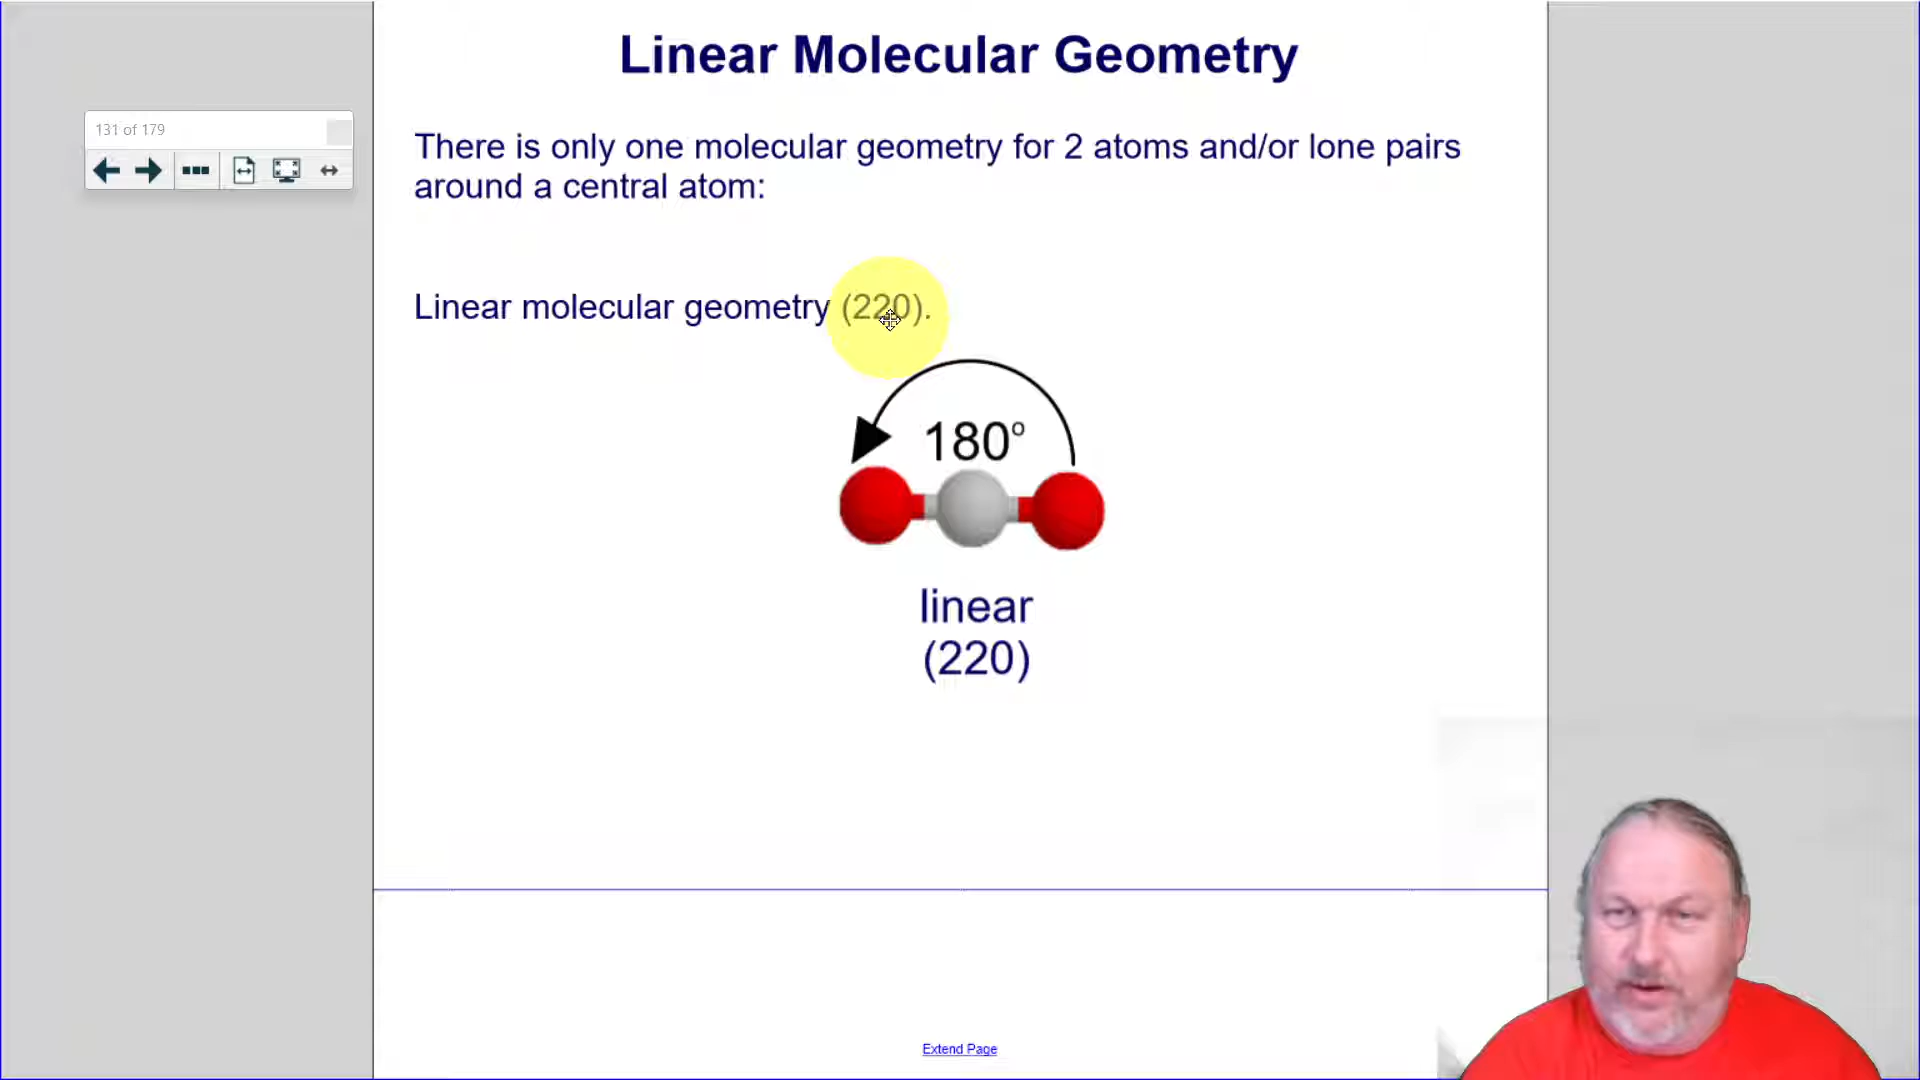 Linear Molecular Geometry
131 of 179
There is only one molecular geometry for 2 atoms and/or lone pairs
around a central atom:
Linear molecular geometry (220).
180°
linear
(220)
Extend Page